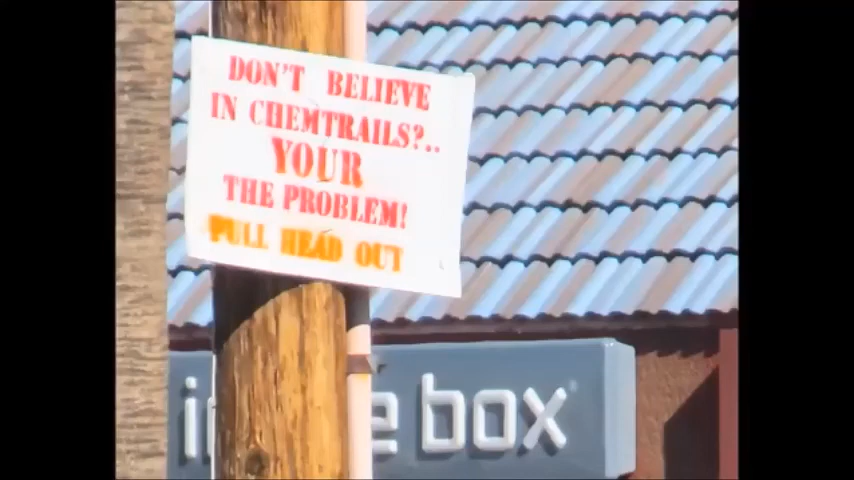 DON'T BELIEVE
IN CHEMTRAILS?..
YOUR
THE PROBLEM!
PULL HEAD OUT
box